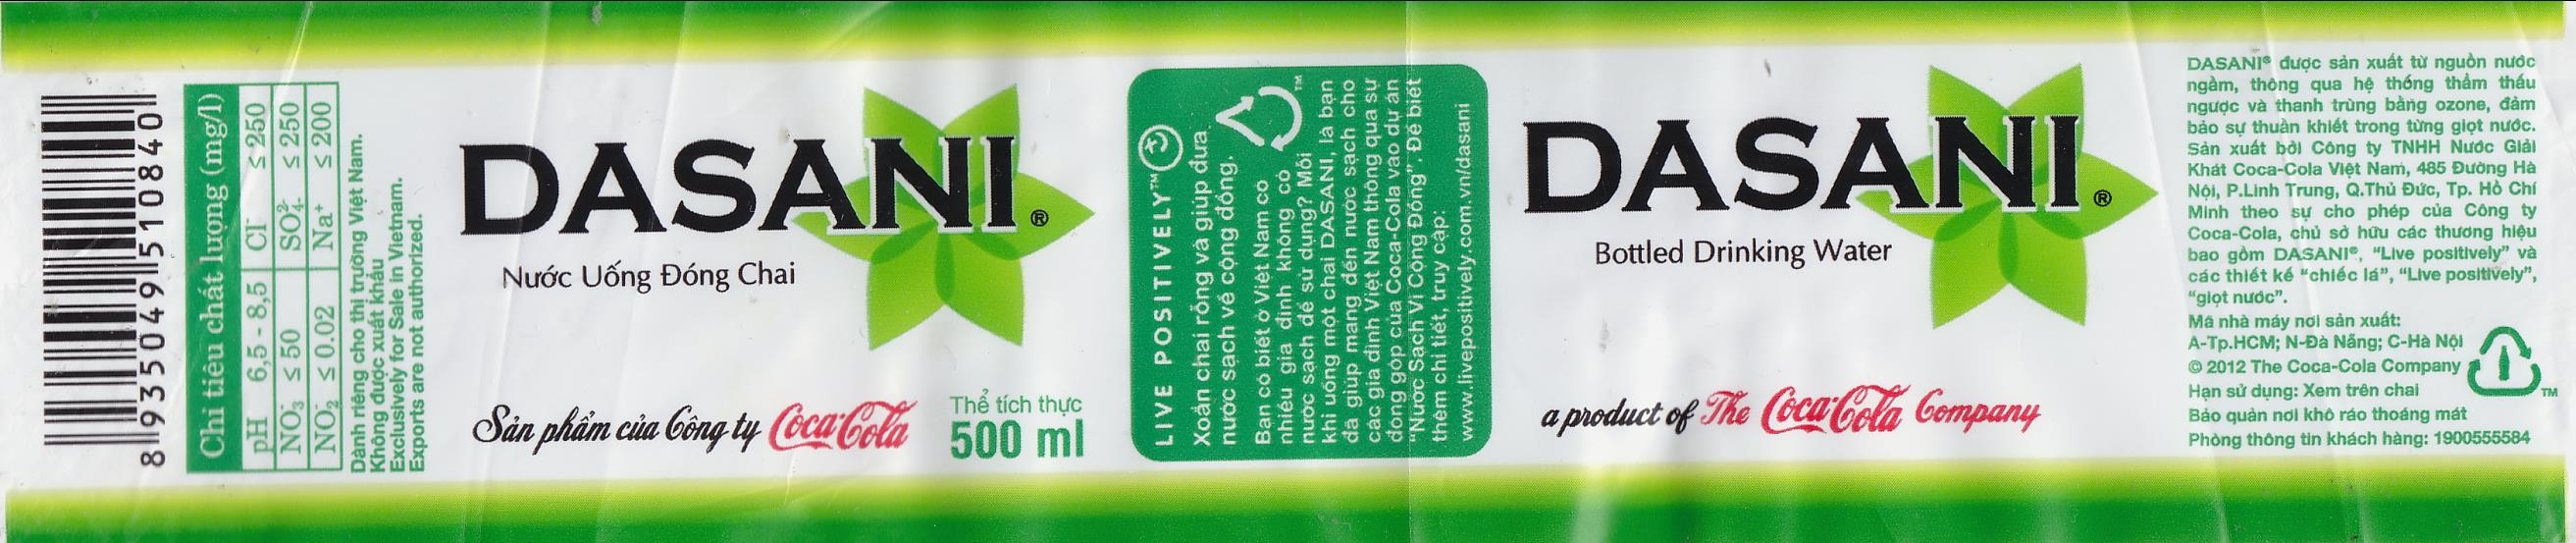 8 935049 510840
Chỉ tiêu chất lượng (mg/l)
pH 6,5 - 8,5 Cl⁻ ≤ 250
NO₃⁻ ≤ 50 SO₄²⁻ ≤ 250
NO₂⁻ ≤ 0.02 Na⁺ ≤ 200
Dành riêng cho thị trường Việt Nam.
Không được xuất khẩu
Exclusively for Sale in Vietnam.
Exports are not authorized.
DASANI®
Nước Uống Đóng Chai
Sản phẩm của Công ty Coca-Cola
Thể tích thực
500 ml
LIVE POSITIVELY™
Xoắn chai rỗng và giúp đưa
nước sạch về cộng đồng.
Bạn có biết ở Việt Nam có
nhiều gia đình không có
nước sạch để sử dụng? Mỗi
khi uống một chai DASANI, là bạn
đã giúp mang đến nước sạch cho
các gia đình Việt Nam thông qua sự
đóng góp của Coca-Cola vào dự án
"Nước Sạch Vì Cộng Đồng". Để biết
thêm chi tiết, truy cập:
www.livepositively.com.vn/dasani
TM
DASANI®
Bottled Drinking Water
a product of The Coca-Cola Company
DASANI® được sản xuất từ nguồn nước
ngầm, thông qua hệ thống thẩm thấu
ngược và thanh trùng bằng ozone, đảm
bảo sự thuần khiết trong từng giọt nước.
Sản xuất bởi Công ty TNHH Nước Giải
Khát Coca-Cola Việt Nam, 485 Đường Hà
Nội, P.Linh Trung, Q.Thủ Đức, Tp. Hồ Chí
Minh theo sự cho phép của Công ty
Coca-Cola, chủ sở hữu các thương hiệu
bao gồm DASANI®, "Live positively" và
các thiết kế "chiếc lá", "Live positively",
"giọt nước".
Mã nhà máy nơi sản xuất:
A-Tp.HCM; N-Đà Nẵng; C-Hà Nội
© 2012 The Coca-Cola Company
Hạn sử dụng: Xem trên chai
Bảo quản nơi khô ráo thoáng mát
Phòng thông tin khách hàng: 1900555584
TM